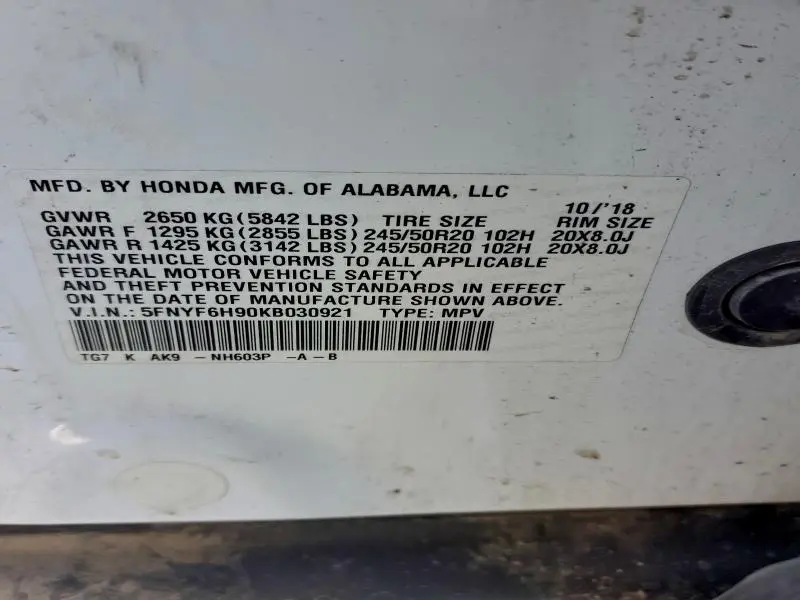 MFD. BY HONDA MFG. OF ALABAMA, LLC 10/'18
GVWR 2650 KG (5842 LBS) TIRE SIZE RIM SIZE
GAWR F 1295 KG (2855 LBS) 245/50R20 102H 20X8.0J
GAWR R 1425 KG (3142 LBS) 245/50R20 102H 20X8.0J
THIS VEHICLE CONFORMS TO ALL APPLICABLE
FEDERAL MOTOR VEHICLE SAFETY
AND THEFT PREVENTION STANDARDS IN EFFECT
ON THE DATE OF MANUFACTURE SHOWN ABOVE.
V.I.N.: 5FNYF6H90KB030921 TYPE: MPV
TG7 K AK9 -NH603P -A-B